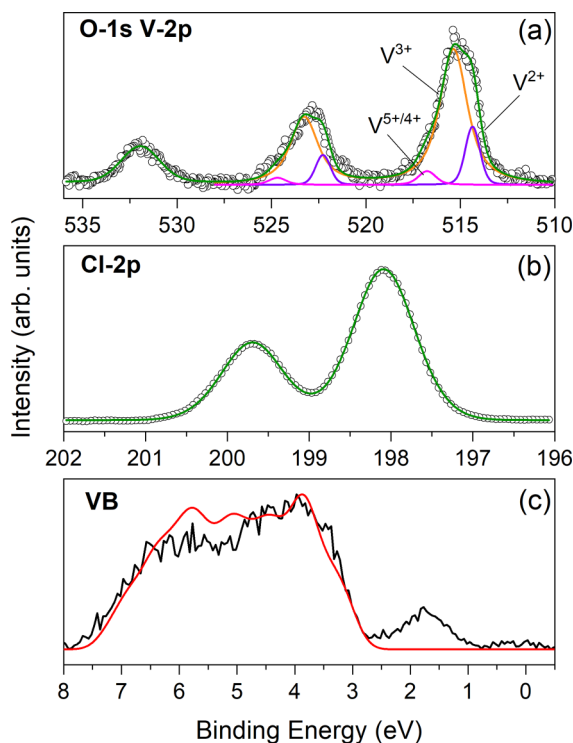 O-1s V-2p
(a)
V3+
V5+/4+
V2+
535 530 525 520 515 510
Cl-2p
(b)
202 201 200 199 198 197 196
VB
(c)
8 7 6 5 4 3 2 1 0
Intensity (arb. units)
Binding Energy (eV)